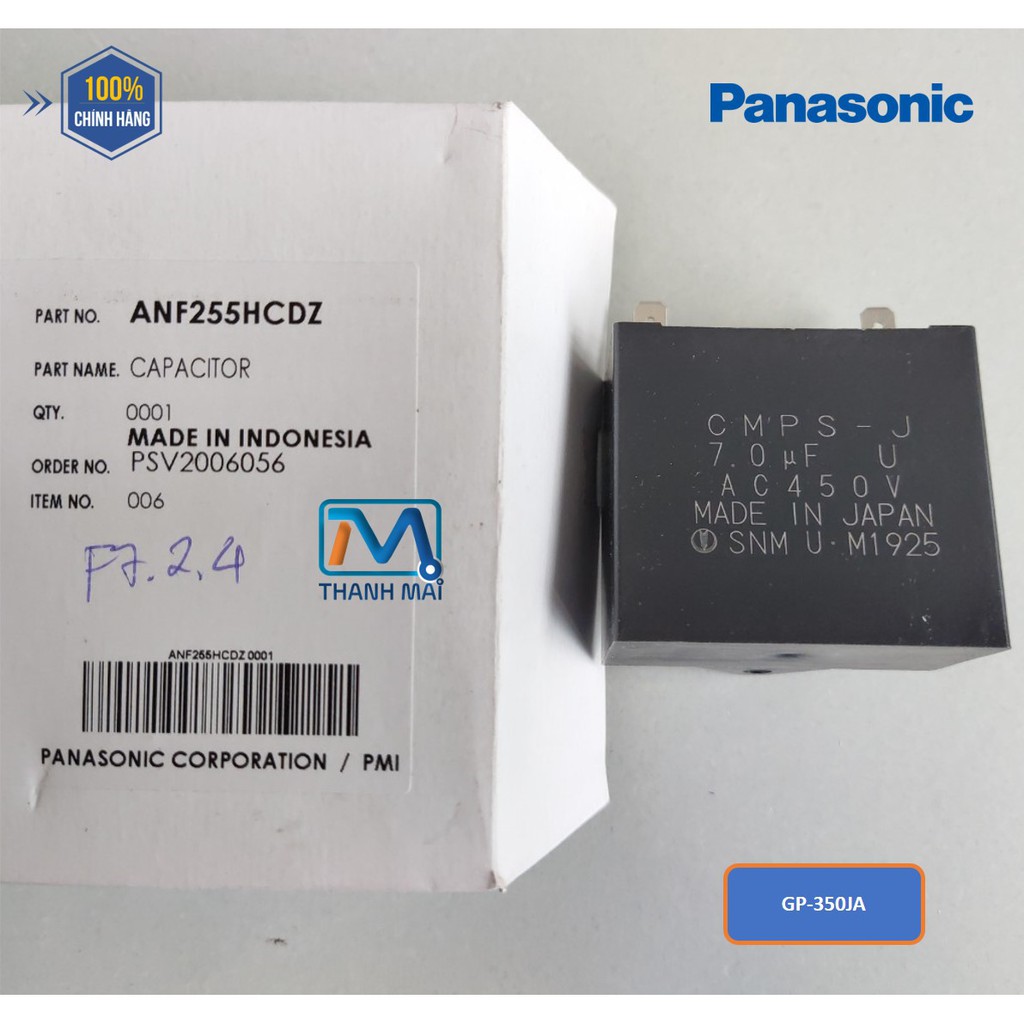 100%
CHÍNH HÃNG
Panasonic
PART NO. ANF255HCDZ
PART NAME. CAPACITOR
QTY. 0001
MADE IN INDONESIA
ORDER NO. PSV2006056
ITEM NO. 006
F7.2.4
THANH MAI
ANF255HCDZ 0001
PANASONIC CORPORATION / PMI
CMPS-J
7.0µF U
AC450V
MADE IN JAPAN
SNM U M1925
GP-350JA